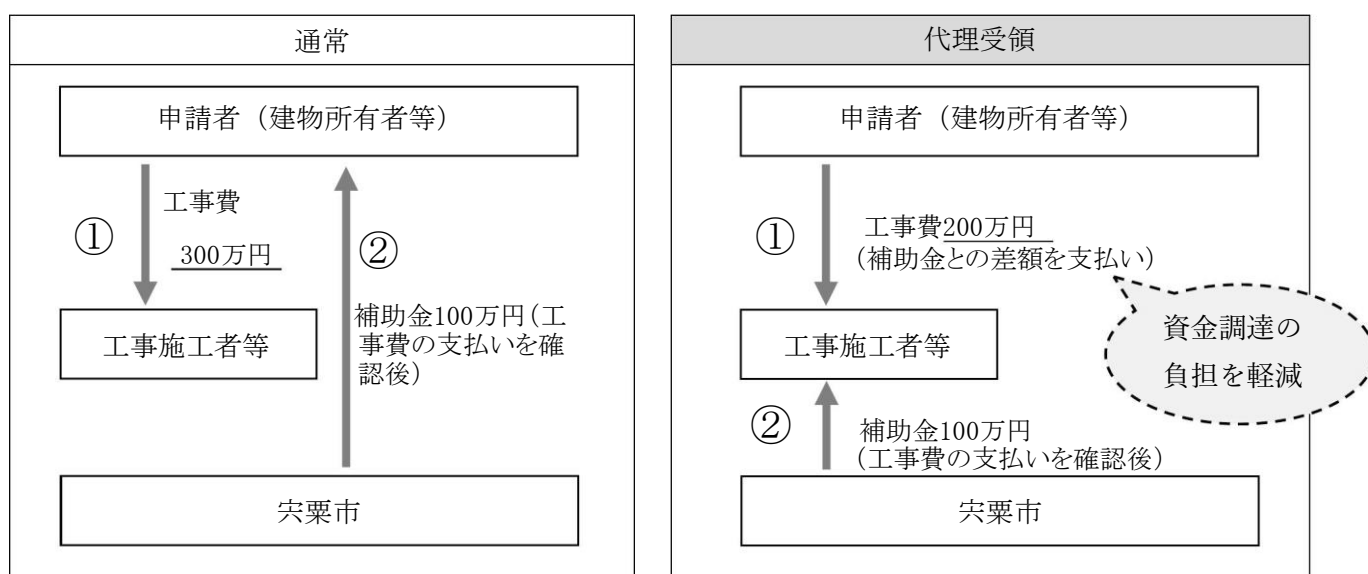 通常
申請者（建物所有者等）
①
工事費
300万円
②
工事施工者等
補助金100万円（工
事費の支払いを確
認後）
宍粟市
代理受領
申請者（建物所有者等）
①
工事費200万円
（補助金との差額を支払い）
資金調達の
負担を軽減
工事施工者等
②
補助金100万円
（工事費の支払いを確認後）
宍粟市